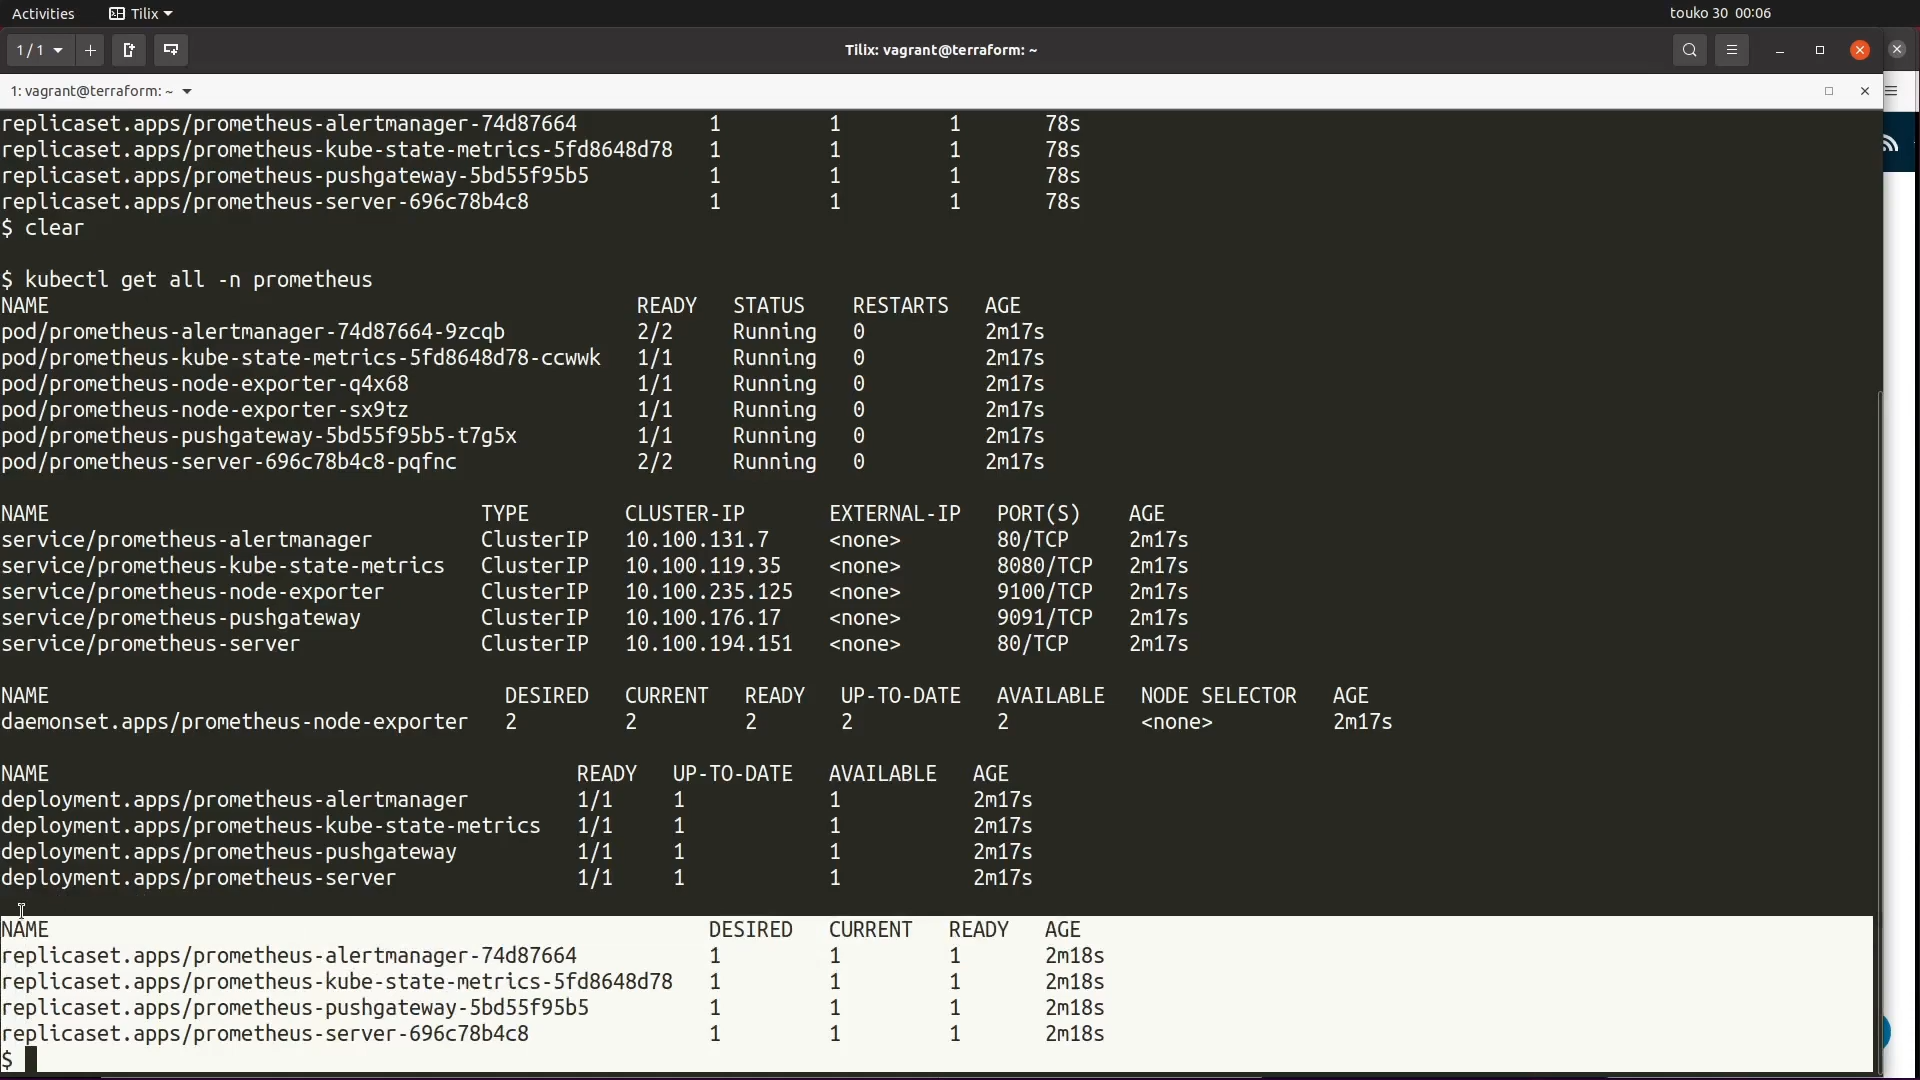 Activities Tilix touko 30 00:06
1 / 1 Tilix: vagrant@terraform: ~
1: vagrant@terraform: ~
replicaset.apps/prometheus-alertmanager-74d87664 1 1 1 78s
replicaset.apps/prometheus-kube-state-metrics-5fd8648d78 1 1 1 78s
replicaset.apps/prometheus-pushgateway-5bd55f95b5 1 1 1 78s
replicaset.apps/prometheus-server-696c78b4c8 1 1 1 78s
$ clear
$ kubectl get all -n prometheus
NAME READY STATUS RESTARTS AGE
pod/prometheus-alertmanager-74d87664-9zcqb 2/2 Running 0 2m17s
pod/prometheus-kube-state-metrics-5fd8648d78-ccwwk 1/1 Running 0 2m17s
pod/prometheus-node-exporter-q4x68 1/1 Running 0 2m17s
pod/prometheus-node-exporter-sx9tz 1/1 Running 0 2m17s
pod/prometheus-pushgateway-5bd55f95b5-t7g5x 1/1 Running 0 2m17s
pod/prometheus-server-696c78b4c8-pqfnc 2/2 Running 0 2m17s
NAME TYPE CLUSTER-IP EXTERNAL-IP PORT(S) AGE
service/prometheus-alertmanager ClusterIP 10.100.131.7 <none> 80/TCP 2m17s
service/prometheus-kube-state-metrics ClusterIP 10.100.119.35 <none> 8080/TCP 2m17s
service/prometheus-node-exporter ClusterIP 10.100.235.125 <none> 9100/TCP 2m17s
service/prometheus-pushgateway ClusterIP 10.100.176.17 <none> 9091/TCP 2m17s
service/prometheus-server ClusterIP 10.100.194.151 <none> 80/TCP 2m17s
NAME DESIRED CURRENT READY UP-TO-DATE AVAILABLE NODE SELECTOR AGE
daemonset.apps/prometheus-node-exporter 2 2 2 2 2 <none> 2m17s
NAME READY UP-TO-DATE AVAILABLE AGE
deployment.apps/prometheus-alertmanager 1/1 1 1 2m17s
deployment.apps/prometheus-kube-state-metrics 1/1 1 1 2m17s
deployment.apps/prometheus-pushgateway 1/1 1 1 2m17s
deployment.apps/prometheus-server 1/1 1 1 2m17s
NAME DESIRED CURRENT READY AGE
replicaset.apps/prometheus-alertmanager-74d87664 1 1 1 2m18s
replicaset.apps/prometheus-kube-state-metrics-5fd8648d78 1 1 1 2m18s
replicaset.apps/prometheus-pushgateway-5bd55f95b5 1 1 1 2m18s
replicaset.apps/prometheus-server-696c78b4c8 1 1 1 2m18s
$